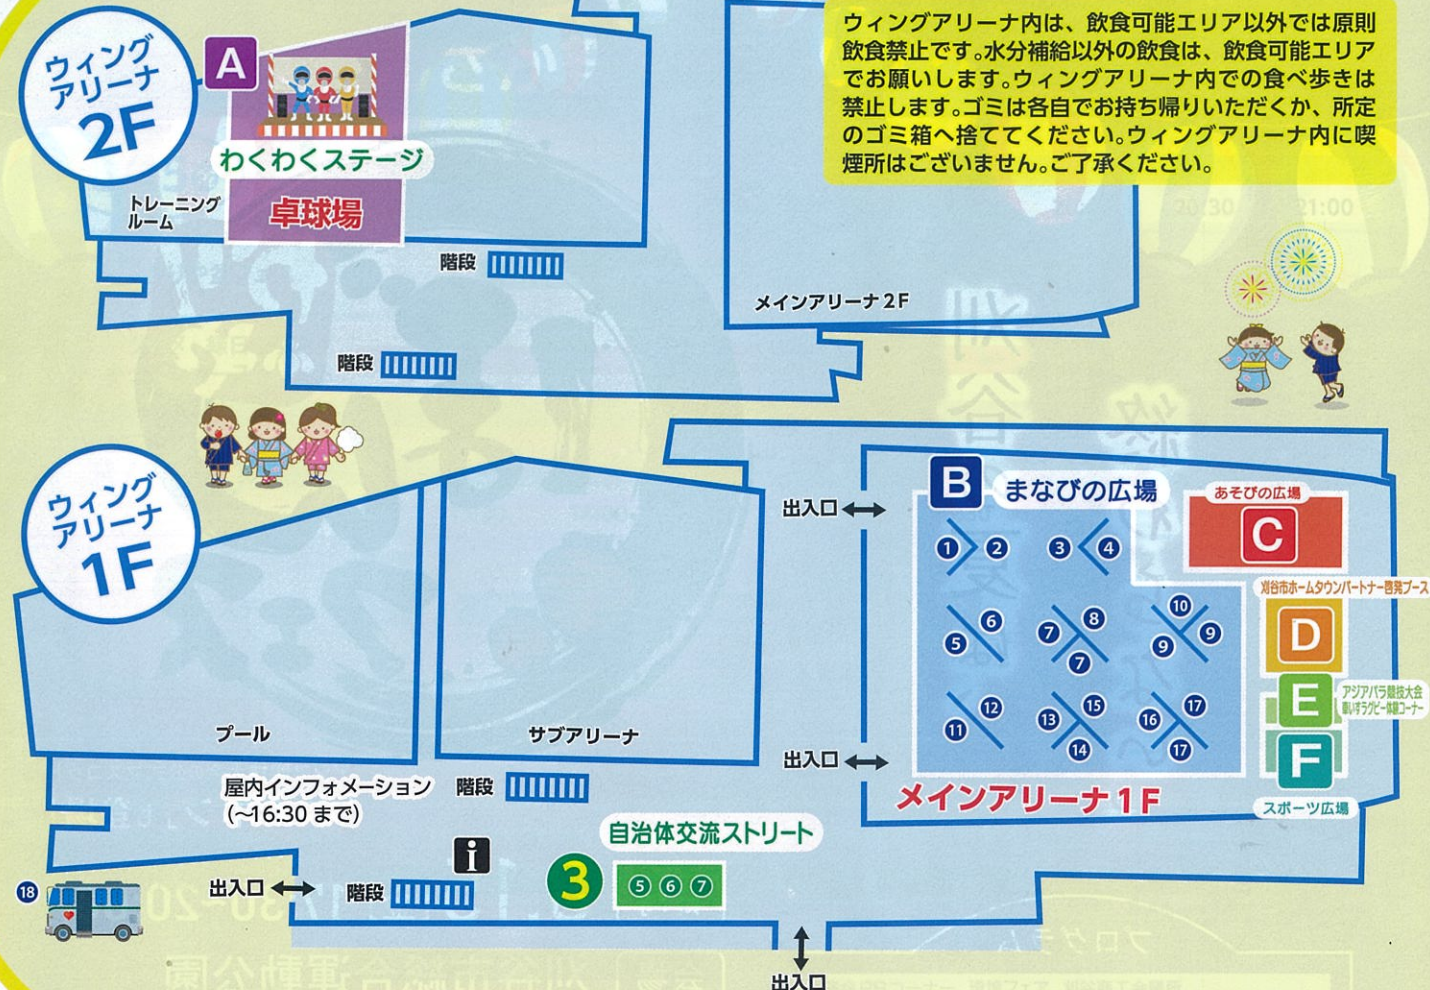 ウィングアリーナ内は、飲食可能エリア以外では原則
飲食禁止です。水分補給以外の飲食は、飲食可能エリア
でお願いします。ウィングアリーナ内での食べ歩きは
禁止します。ゴミは各自でお持ち帰りいただくか、所定
のゴミ箱へ捨ててください。ウィングアリーナ内に喫
煙所はございません。ご了承ください。
ウィング
アリーナ
2F
A
わくわくステージ
卓球場
トレーニング
ルーム
階段
階段
メインアリーナ2F
ウィング
アリーナ
1F
プール
サブアリーナ
出入口
出入口
B
まなびの広場
1 2 3 4
5 6 7 8 7 9 10 9
11 12 13 15 14 16 17 17
あそびの広場
C
刈谷市ホームタウンパートナー啓発ブース
D
E
アジアパラ競技大会
車いすラグビー体験コーナー
F
スポーツ広場
メインアリーナ1F
屋内インフォメーション
(〜16:30まで)
階段
i
自治体交流ストリート
3
5 6 7
18
出入口
階段
出入口